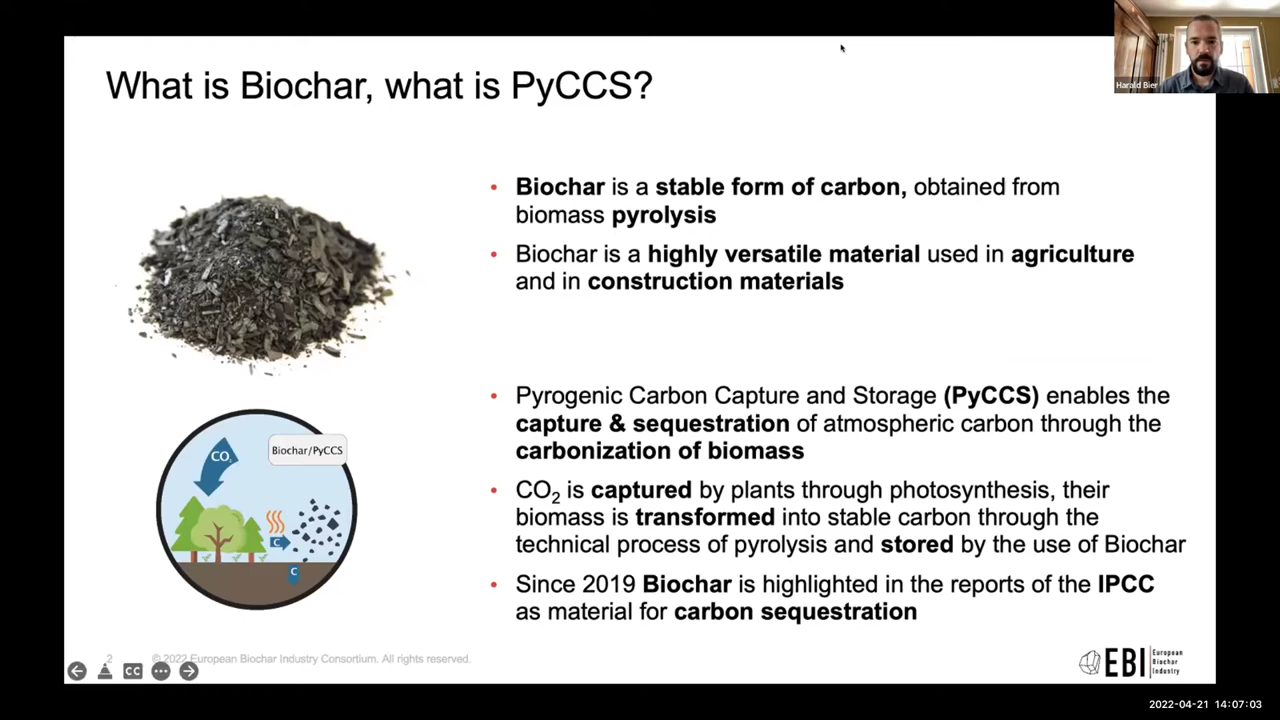 Harald Bier
What is Biochar, what is PyCCS?
• Biochar is a stable form of carbon, obtained from
biomass pyrolysis
• Biochar is a highly versatile material used in agriculture
and in construction materials
• Pyrogenic Carbon Capture and Storage (PyCCS) enables the
capture & sequestration of atmospheric carbon through the
carbonization of biomass
• CO₂ is captured by plants through photosynthesis, their
biomass is transformed into stable carbon through the
technical process of pyrolysis and stored by the use of Biochar
• Since 2019 Biochar is highlighted in the reports of the IPCC
as material for carbon sequestration
Biochar/PyCCS
CO₂
C
C
2 © 2022 European Biochar Industry Consortium. All rights reserved.
CC
EBI
European
Biochar
Industry
2022-04-21 14:07:03